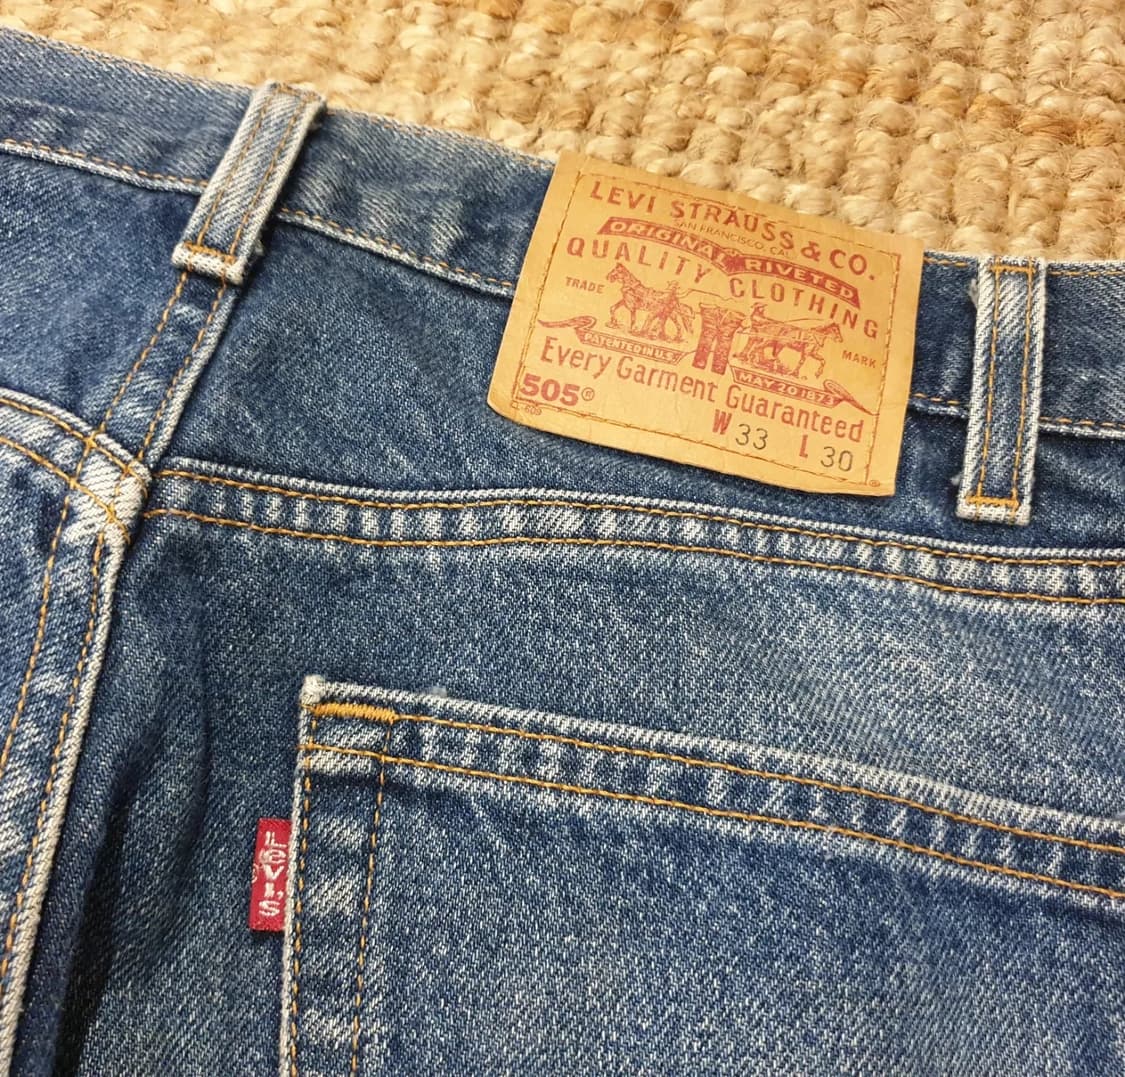 LEVI STRAUSS & CO.
SAN FRANCISCO, CAL.
ORIGINAL RIVETED
QUALITY CLOTHING
TRADE MARK
PATENTED IN U.S.
MAY 20 1873
Every Garment Guaranteed
505®
W 33 L 30
®
LEVI'S